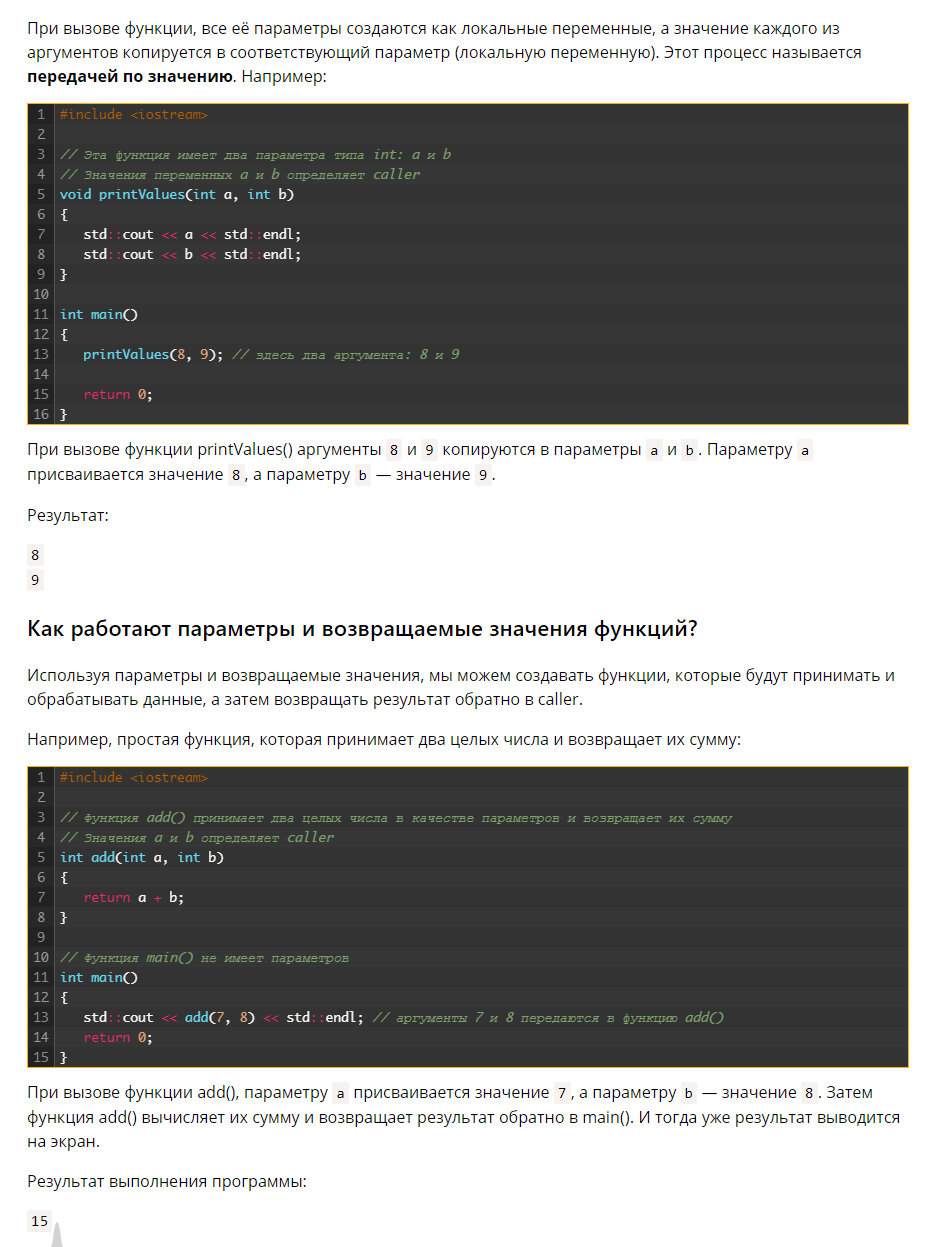 При вызове функции, все её параметры создаются как локальные переменные, а значение каждого из
аргументов копируется в соответствующий параметр (локальную переменную). Этот процесс называется
передачей по значению. Например:
1 #include <iostream>
2
3 // Эта функция имеет два параметра типа int: a и b
4 // Значения переменных a и b определяет caller
5 void printValues(int a, int b)
6 {
7 std::cout << a << std::endl;
8 std::cout << b << std::endl;
9 }
10
11 int main()
12 {
13 printValues(8, 9); // здесь два аргумента: 8 и 9
14
15 return 0;
16 }
При вызове функции printValues() аргументы 8 и 9 копируются в параметры a и b. Параметру a
присваивается значение 8, а параметру b — значение 9.
Результат:
8
9
Как работают параметры и возвращаемые значения функций?
Используя параметры и возвращаемые значения, мы можем создавать функции, которые будут принимать и
обрабатывать данные, а затем возвращать результат обратно в caller.
Например, простая функция, которая принимает два целых числа и возвращает их сумму:
1 #include <iostream>
2
3 // Функция add() принимает два целых числа в качестве параметров и возвращает их сумму
4 // Значения a и b определяет caller
5 int add(int a, int b)
6 {
7 return a + b;
8 }
9
10 // Функция main() не имеет параметров
11 int main()
12 {
13 std::cout << add(7, 8) << std::endl; // аргументы 7 и 8 передаются в функцию add()
14 return 0;
15 }
При вызове функции add(), параметру a присваивается значение 7, а параметру b — значение 8. Затем
функция add() вычисляет их сумму и возвращает результат обратно в main(). И тогда уже результат выводится
на экран.
Результат выполнения программы:
15